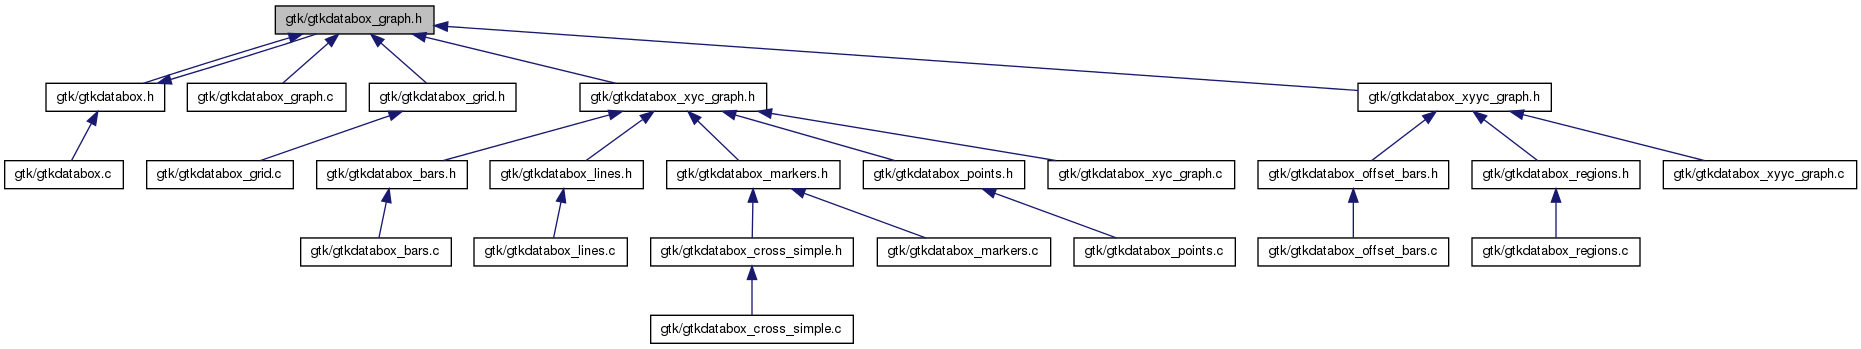 gtk/gtkdatabox_graph.h
gtk/gtkdatabox.h
gtk/gtkdatabox_graph.c
gtk/gtkdatabox_grid.h
gtk/gtkdatabox_xyc_graph.h
gtk/gtkdatabox_xyyc_graph.h
gtk/gtkdatabox.c
gtk/gtkdatabox_grid.c
gtk/gtkdatabox_bars.h
gtk/gtkdatabox_lines.h
gtk/gtkdatabox_markers.h
gtk/gtkdatabox_points.h
gtk/gtkdatabox_xyc_graph.c
gtk/gtkdatabox_offset_bars.h
gtk/gtkdatabox_regions.h
gtk/gtkdatabox_xyyc_graph.c
gtk/gtkdatabox_bars.c
gtk/gtkdatabox_lines.c
gtk/gtkdatabox_cross_simple.h
gtk/gtkdatabox_markers.c
gtk/gtkdatabox_points.c
gtk/gtkdatabox_offset_bars.c
gtk/gtkdatabox_regions.c
gtk/gtkdatabox_cross_simple.c